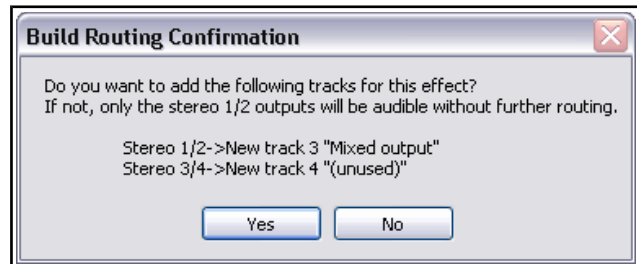 Build Routing Confirmation
Do you want to add the following tracks for this effect?
If not, only the stereo 1/2 outputs will be audible without further routing.
Stereo 1/2->New track 3 "Mixed output"
Stereo 3/4->New track 4 "(unused)"
Yes
No